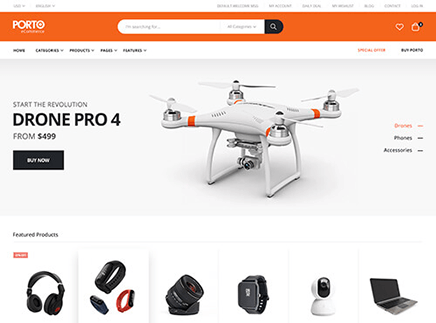 USD ENGLISH DEFAULT WELCOME MSG! MY ACCOUNT DAILY DEAL MY WISHLIST BLOG CONTACT LOG IN
PORTO
eCommerce
I'm searching for... All Categories
HOME CATEGORIES PRODUCTS PAGES FEATURES SPECIAL OFFER BUY PORTO
START THE REVOLUTION
DRONE PRO 4
FROM $499
BUY NOW
Drones
Phones
Accessories
Featured Products